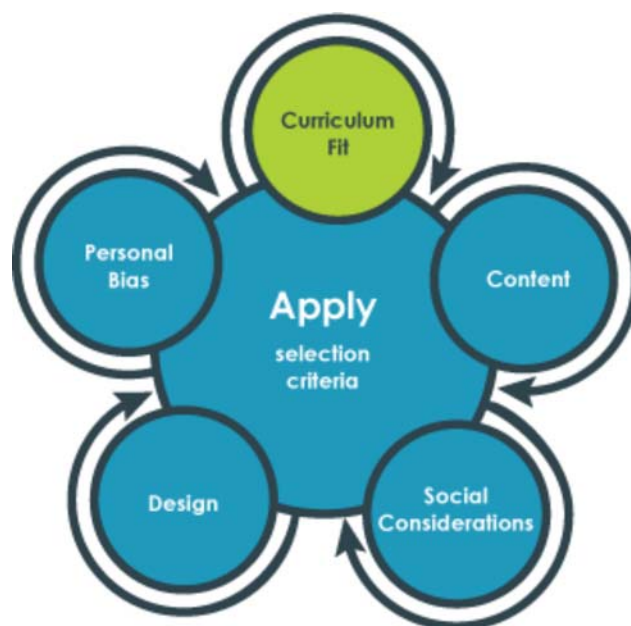 Curriculum
Fit
Personal
Bias
Content
Apply
selection
criteria
Design
Social
Considerations